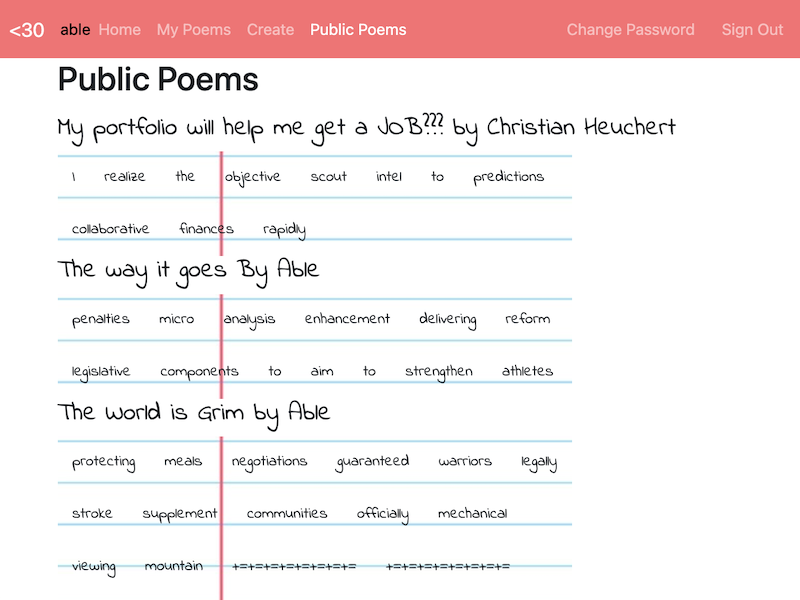 <30 able Home My Poems Create Public Poems Change Password Sign Out
Public Poems
My portfolio will help me get a JOB??? by Christian Heuchert
I realize the objective scout intel to predictions
collaborative finances rapidly
The way it goes By Able
penalties micro analysis enhancement delivering reform
legislative components to aim to strengthen athletes
The World is Grim by Able
protecting meals negotiations guaranteed warriors legally
stroke supplement communities officially mechanical
viewing mountain +=+=+=+=+=+=+=+= +=+=+=+=+=+=+=+=